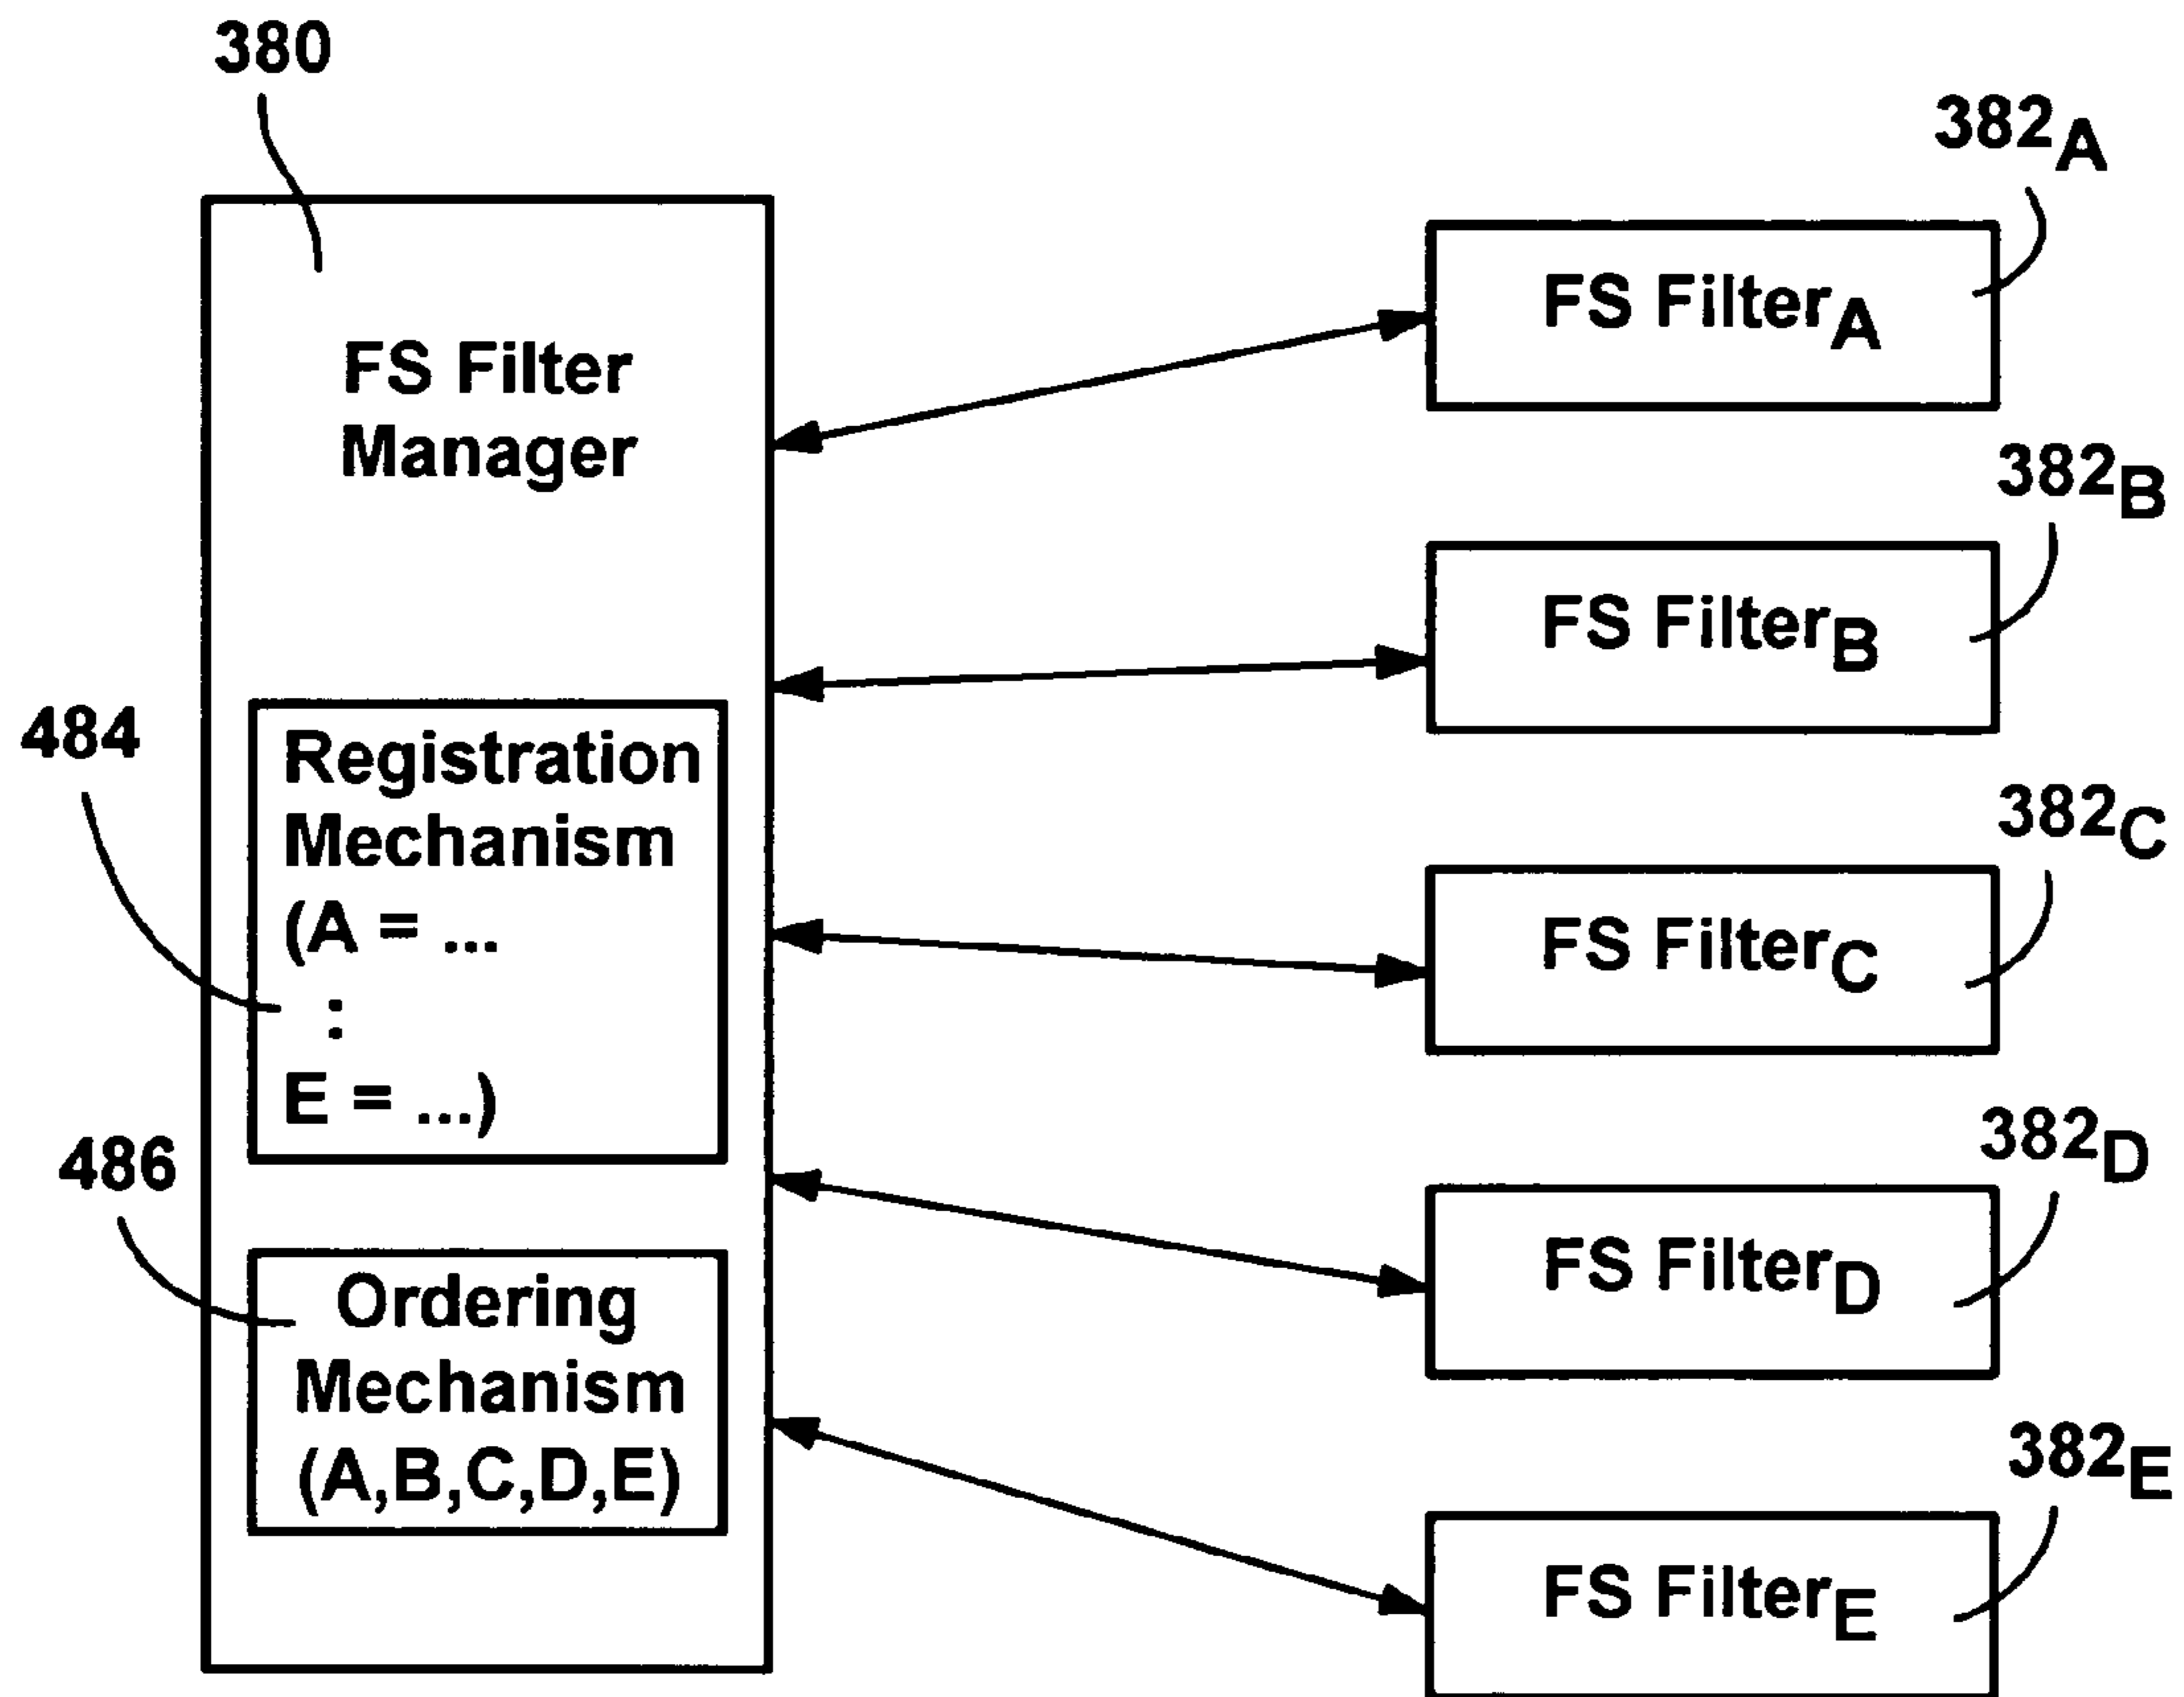 380
FS Filter
Manager
484
Registration
Mechanism
(A = ...
:
E = ...)
486
Ordering
Mechanism
(A,B,C,D,E)
382A
FS FilterA
382B
FS FilterB
382C
FS FilterC
382D
FS FilterD
382E
FS FilterE